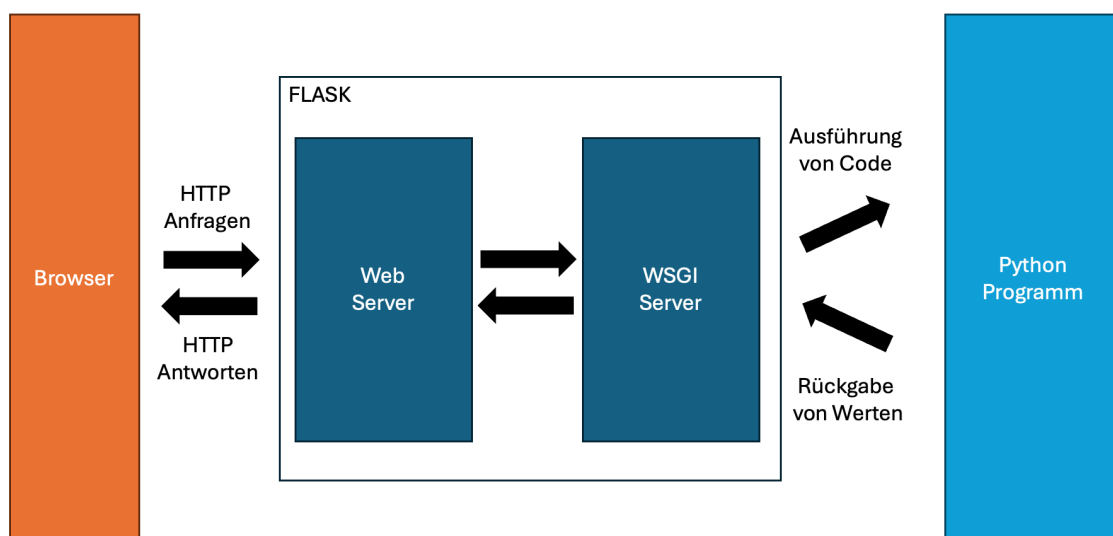 FLASK
Browser
HTTP
Anfragen
HTTP
Antworten
Web
Server
WSGI
Server
Ausführung
von Code
Rückgabe
von Werten
Python
Programm